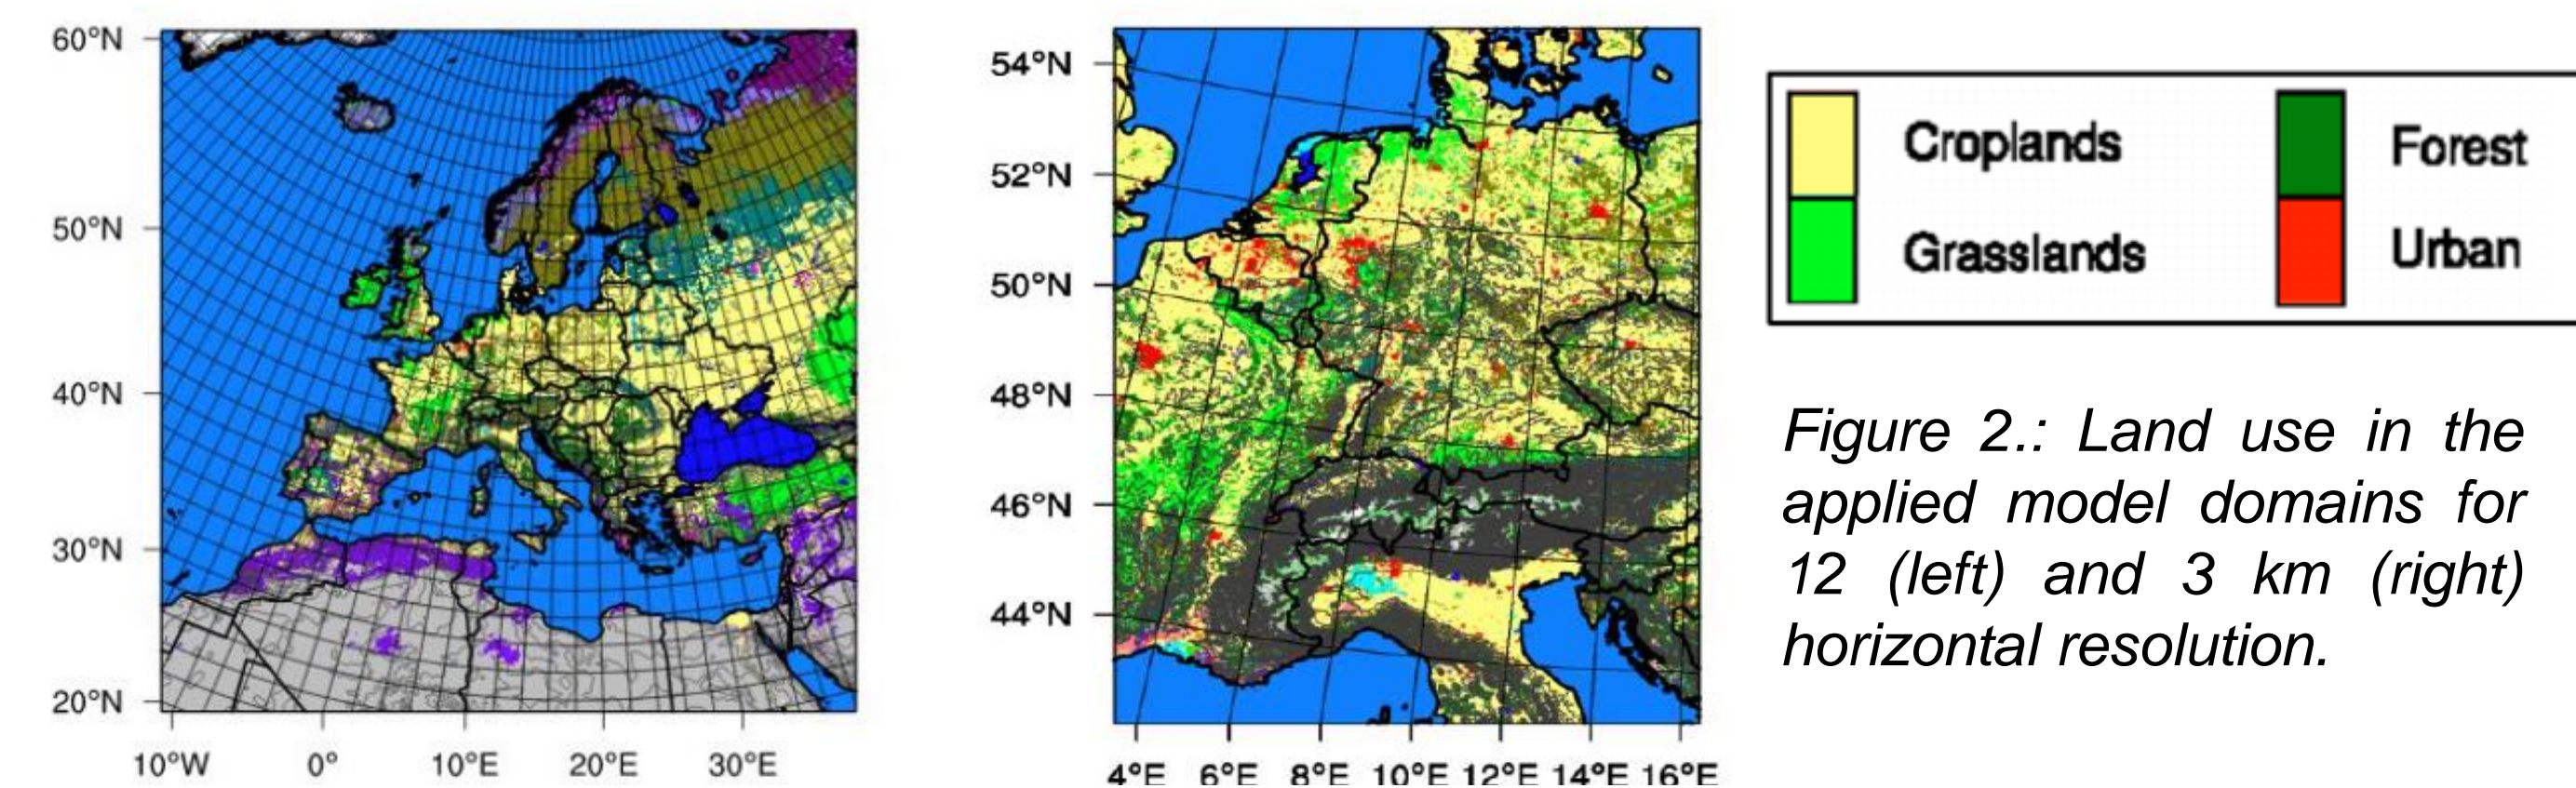 60°N
50°N
40°N
30°N
20°N
10°W 0° 10°E 20°E 30°E
54°N
52°N
50°N
48°N
46°N
44°N
4°E 6°E 8°E 10°E 12°E 14°E 16°E
Croplands Forest
Grasslands Urban
Figure 2.: Land use in the
applied model domains for
12 (left) and 3 km (right)
horizontal resolution.